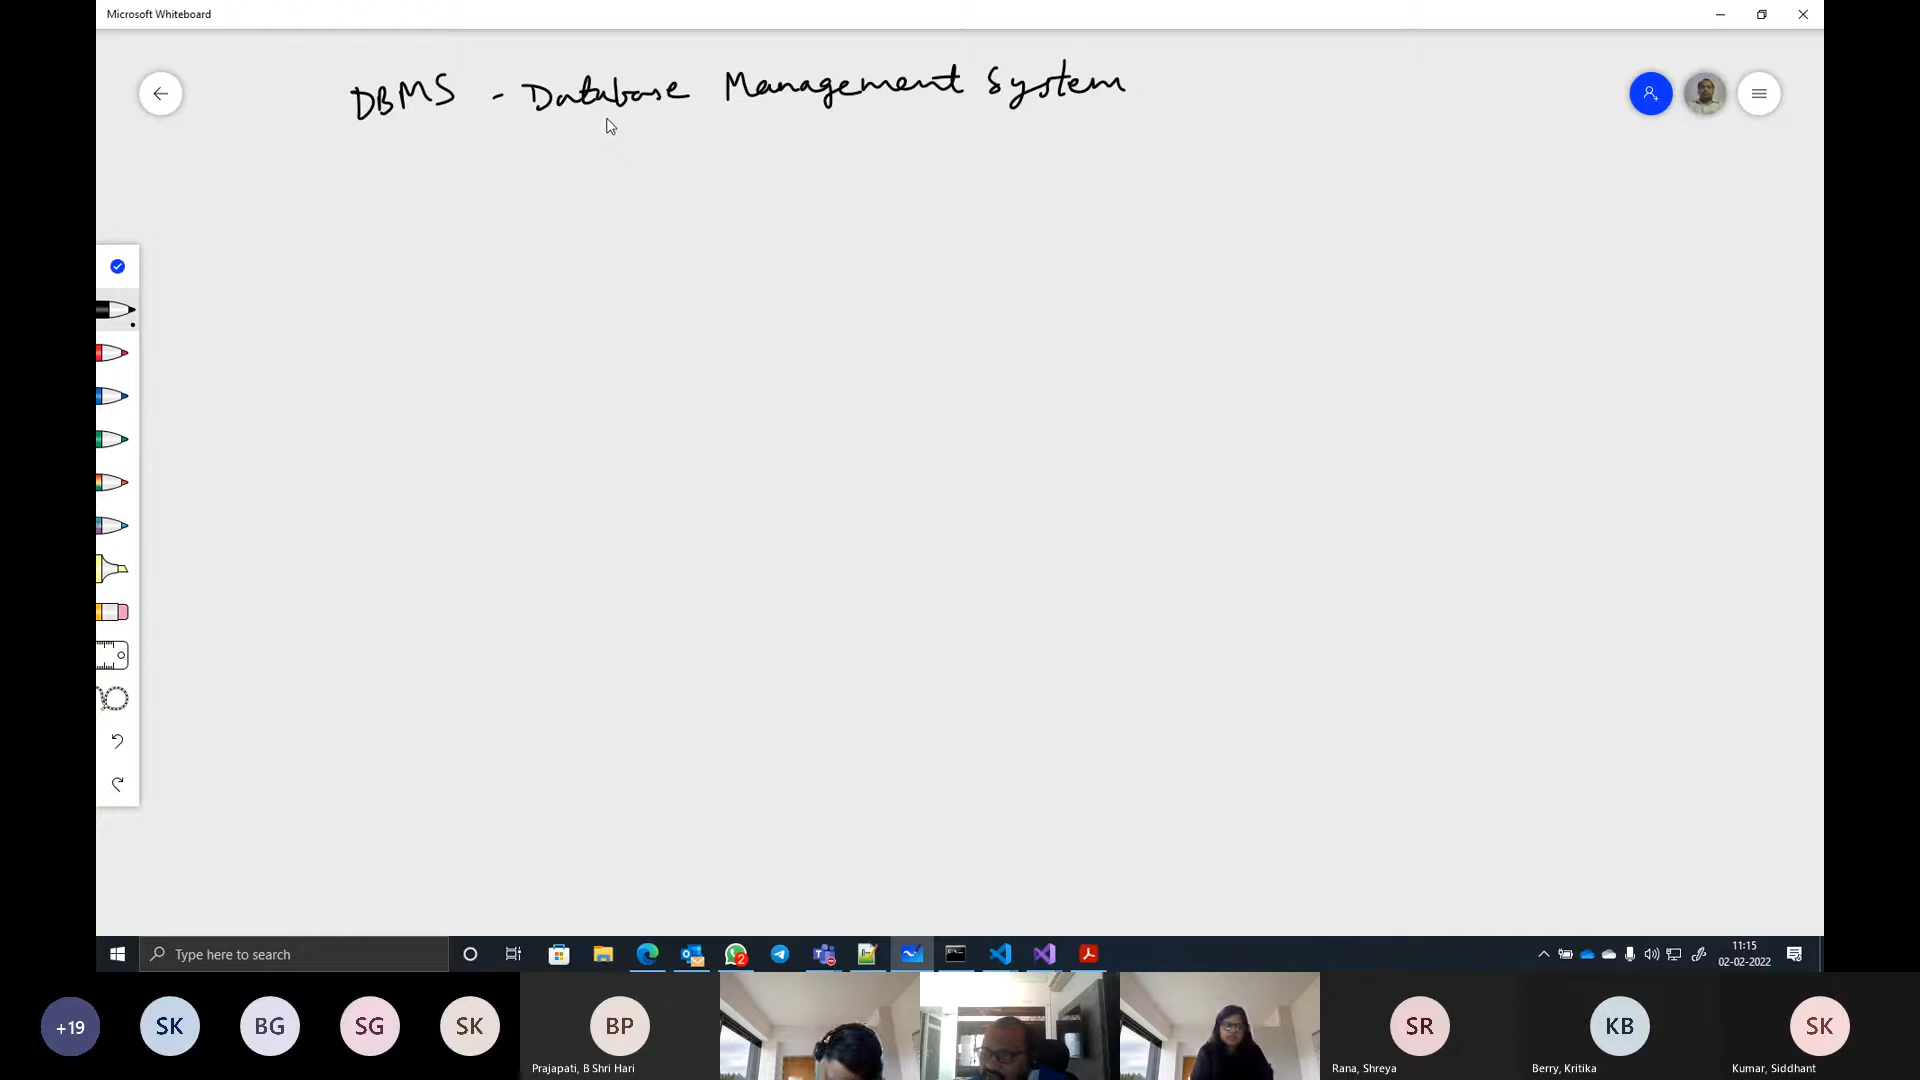 Microsoft Whiteboard
DBMS - Database Management System
Type here to search
2
11:15
02-02-2022
+19
SK
BG
SG
SK
BP
SR
KB
SK
Prajapati, B Shri Hari
Rana, Shreya
Berry, Kritika
Kumar, Siddhant